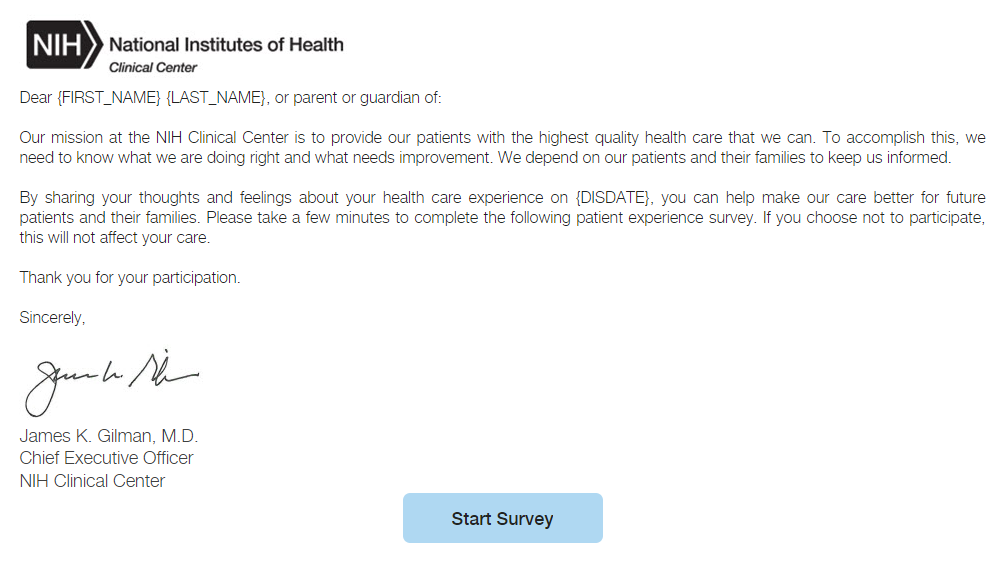 NIH National Institutes of Health
Clinical Center
Dear {FIRST_NAME} {LAST_NAME}, or parent or guardian of:
Our mission at the NIH Clinical Center is to provide our patients with the highest quality health care that we can. To accomplish this, we
need to know what we are doing right and what needs improvement. We depend on our patients and their families to keep us informed.
By sharing your thoughts and feelings about your health care experience on {DISDATE}, you can help make our care better for future
patients and their families. Please take a few minutes to complete the following patient experience survey. If you choose not to participate,
this will not affect your care.
Thank you for your participation.
Sincerely,
James K. Gilman, M.D.
Chief Executive Officer
NIH Clinical Center
Start Survey